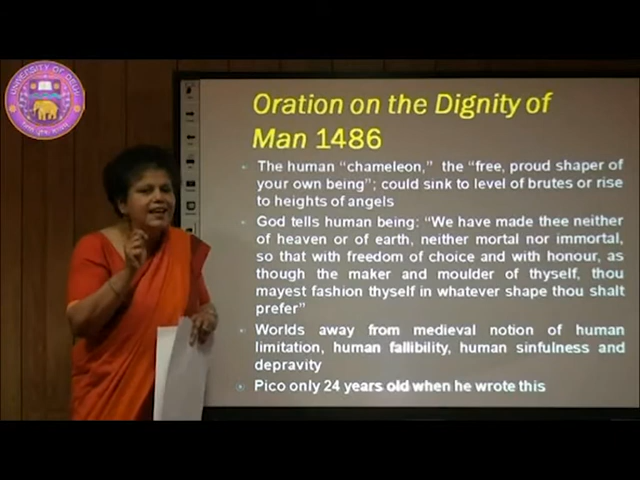 UNIVERSITY OF DELHI
Oration on the Dignity of
Man 1486
The human “chameleon,” the “free, proud shaper of
your own being”; could sink to level of brutes or rise
to heights of angels
God tells human being: “We have made thee neither
of heaven or of earth, neither mortal nor immortal,
so that with freedom of choice and with honour, as
though the maker and moulder of thyself, thou
mayest fashion thyself in whatever shape thou shalt
prefer”
Worlds away from medieval notion of human
limitation, human fallibility, human sinfulness and
depravity
Pico only 24 years old when he wrote this